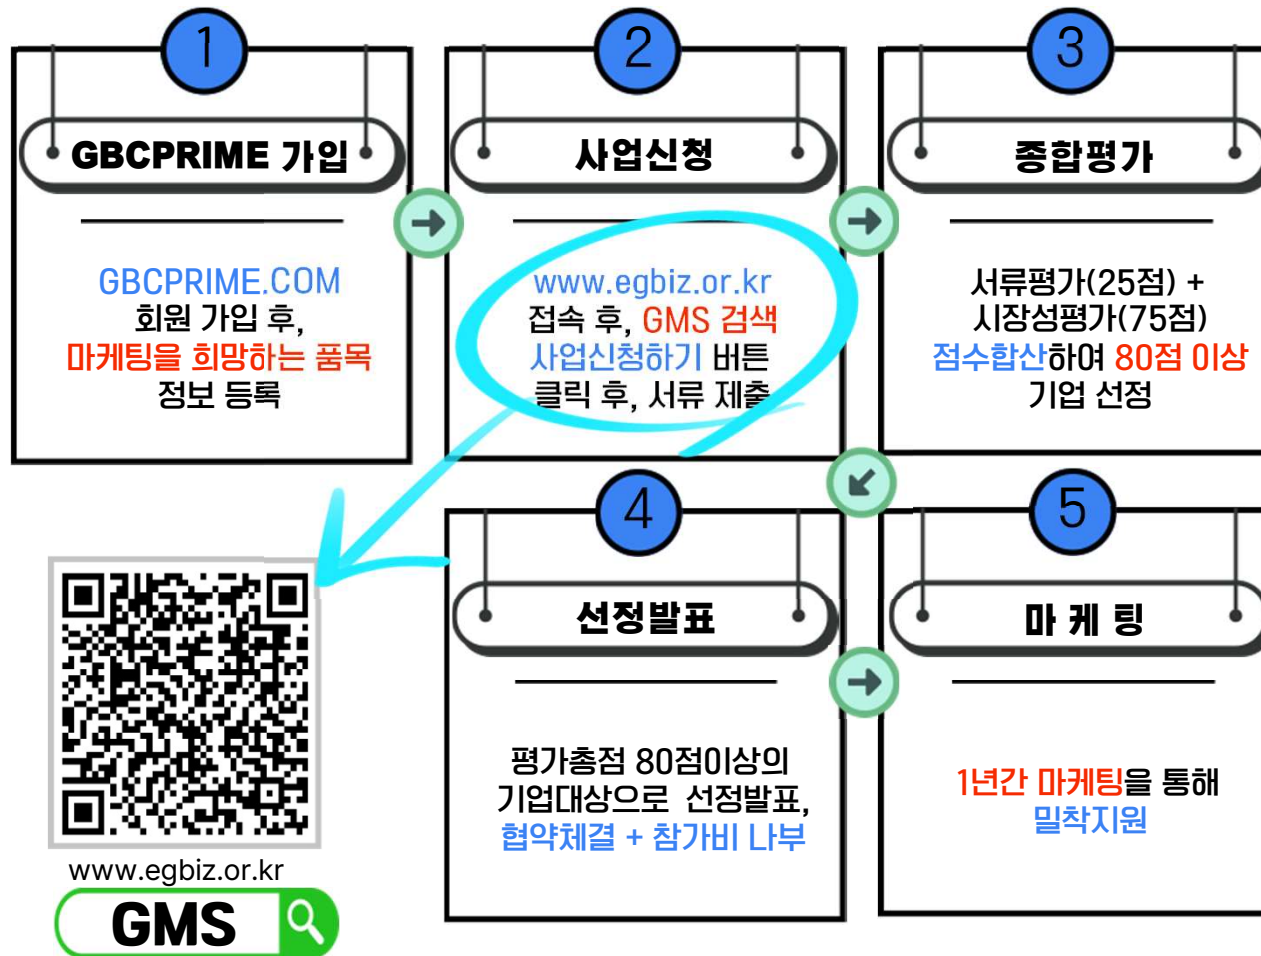 1
GBCPRIME 가입
GBCPRIME.COM
회원 가입 후,
마케팅을 희망하는 품목
정보 등록
2
사업신청
www.egbiz.or.kr
접속 후, GMS 검색
사업신청하기 버튼
클릭 후, 서류 제출
3
종합평가
서류평가(25점) +
시장성평가(75점)
점수합산하여 80점 이상
기업 선정
4
선정발표
평가총점 80점이상의
기업대상으로 선정발표,
협약체결 + 참가비 나부
5
마 케 팅
1년간 마케팅을 통해
밀착지원
www.egbiz.or.kr
GMS